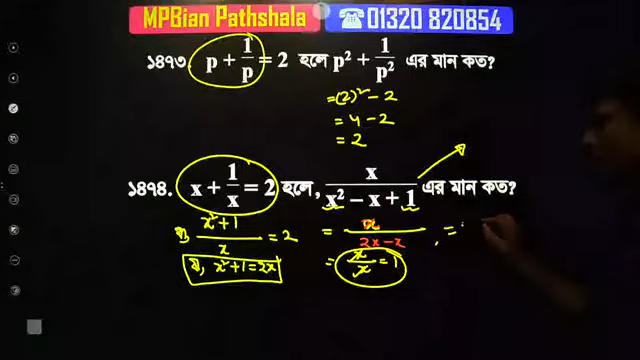 MPBian Pathshala ☎01320 820854
১৪৭৩. p + 1/p = 2 হলে p² + 1/p² এর মান কত?
= (2)² - 2
= 4 - 2
= 2
১৪৭৪. x + 1/x = 2 হলে, x/(x² - x + 1) এর মান কত?
বা, (x²+1)/x = 2
বা, x²+1 = 2x
= x/(2x-x)
= x/x = 1
, =